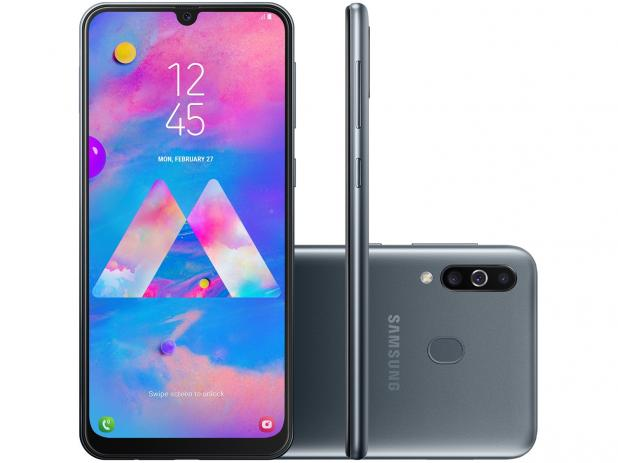 12
45
MON, FEBRUARY 27
Swipe screen to unlock
SAMSUNG